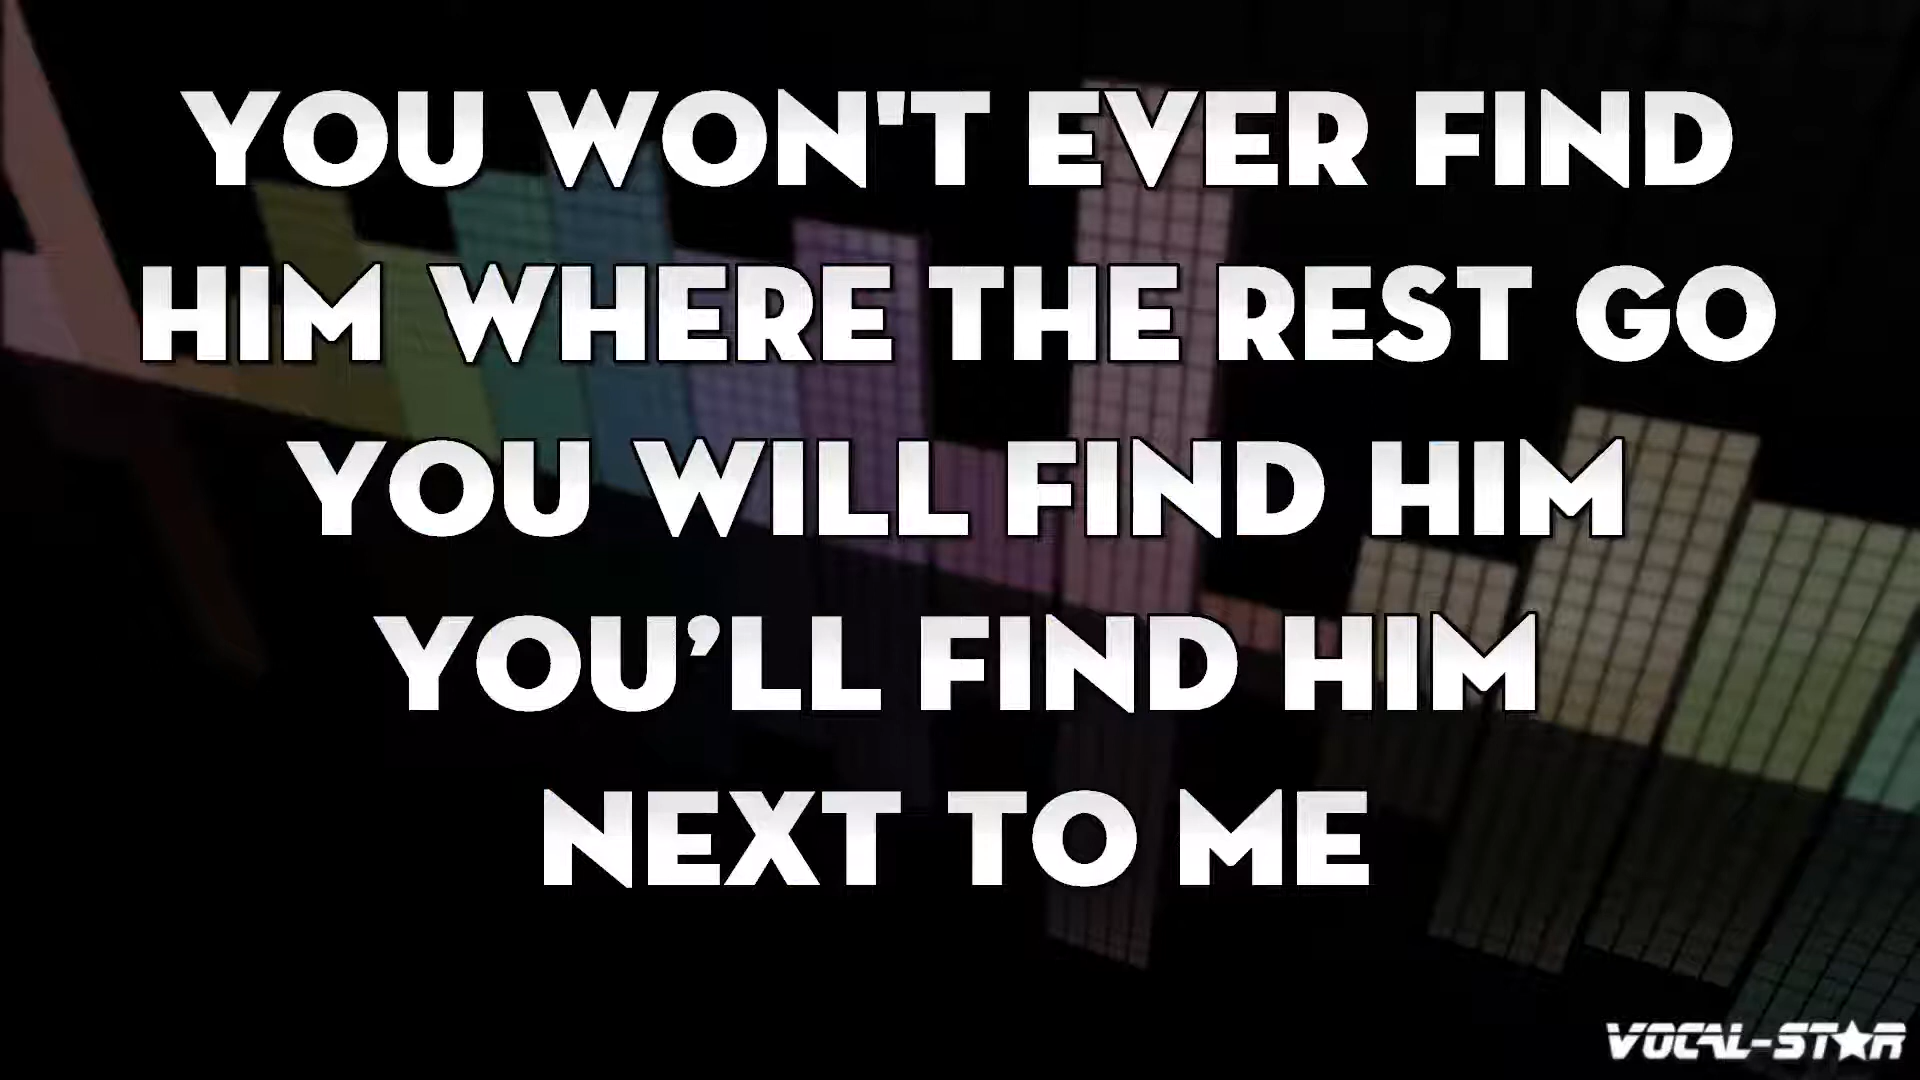 YOU WON'T EVER FIND
HIM WHERE THE REST GO
YOU WILL FIND HIM
YOU’LL FIND HIM
NEXT TO ME
VOCAL-STAR